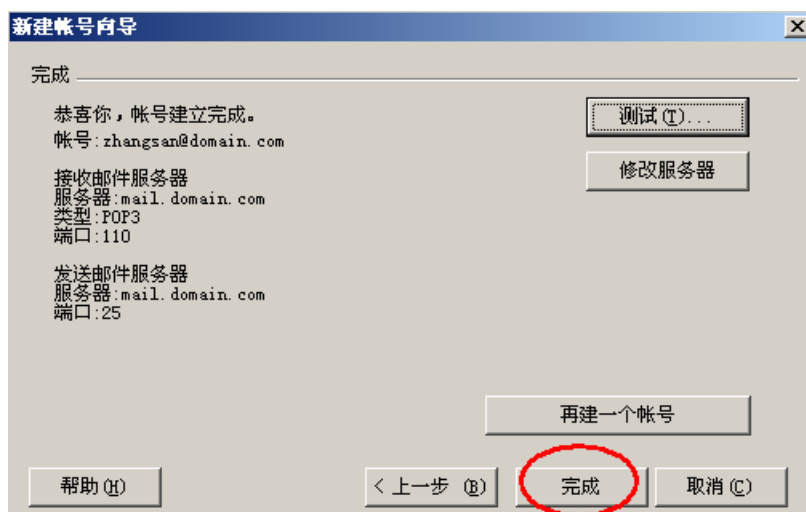 新建帐号向导
完成
恭喜你，帐号建立完成。
测试(T)...
帐号:zhangsan@domain.com
修改服务器
接收邮件服务器
服务器:mail.domain.com
类型:POP3
端口:110
发送邮件服务器
服务器:mail.domain.com
端口:25
再建一个帐号
帮助(H)
<上一步 (B)
完成
取消(C)